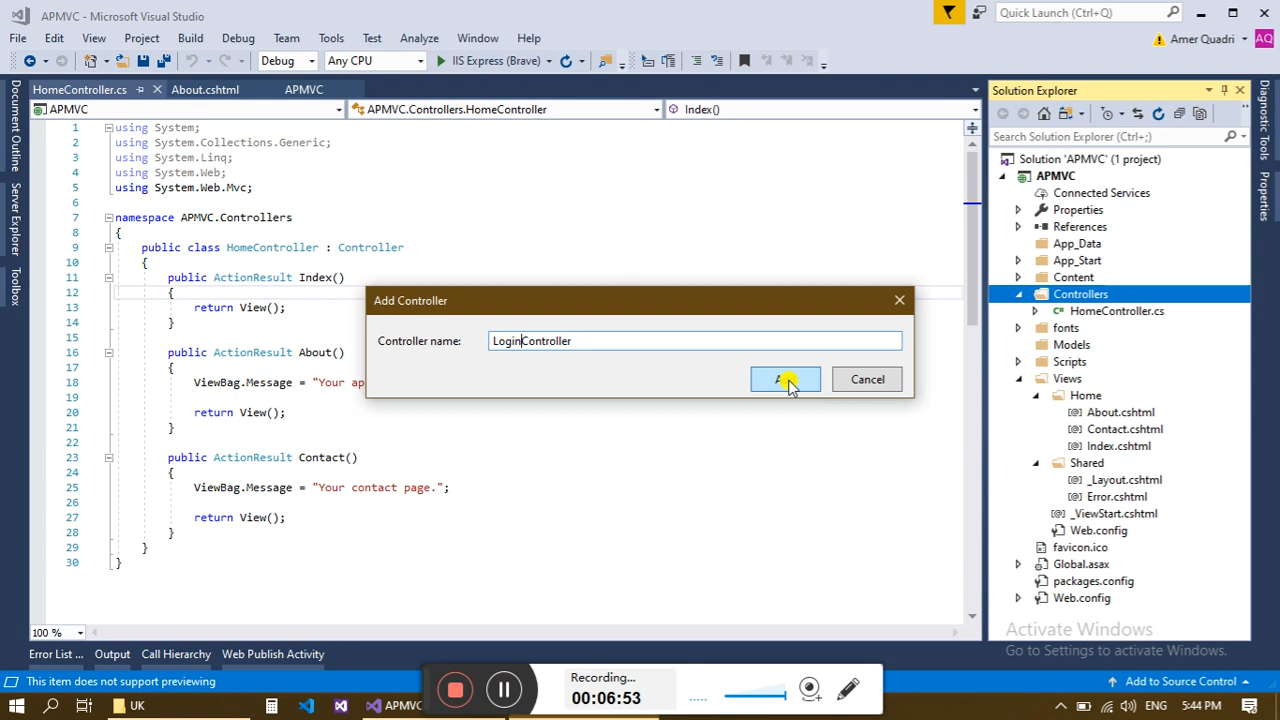 APMVC - Microsoft Visual Studio
Quick Launch (Ctrl+Q)
File Edit View Project Build Debug Team Tools Test Analyze Window Help
Amer Quadri AQ
Debug Any CPU IIS Express (Brave)
HomeController.cs About.cshtml APMVC
APMVC APMVC.Controllers.HomeController Index()
Document Outline
Server Explorer
Toolbox
1 using System;
2 using System.Collections.Generic;
3 using System.Linq;
4 using System.Web;
5 using System.Web.Mvc;
6
7 namespace APMVC.Controllers
8 {
9 public class HomeController : Controller
10 {
11 public ActionResult Index()
12 {
13 return View();
14 }
15
16 public ActionResult About()
17 {
18 ViewBag.Message = "Your ap
19
20 return View();
21 }
22
23 public ActionResult Contact()
24 {
25 ViewBag.Message = "Your contact page.";
26
27 return View();
28 }
29 }
30 }
100 %
Add Controller
Controller name: LoginController
Cancel
Solution Explorer
Search Solution Explorer (Ctrl+;)
Solution 'APMVC' (1 project)
APMVC
Connected Services
Properties
References
App_Data
App_Start
Content
Controllers
HomeController.cs
fonts
Models
Scripts
Views
Home
About.cshtml
Contact.cshtml
Index.cshtml
Shared
_Layout.cshtml
Error.cshtml
_ViewStart.cshtml
Web.config
favicon.ico
Global.asax
packages.config
Web.config
Diagnostic Tools
Properties
Activate Windows
Go to Settings to activate Windows.
Error List ... Output Call Hierarchy Web Publish Activity
This item does not support previewing
Add to Source Control
Recording...
00:06:53
UK
APMVC
ENG 5:44 PM